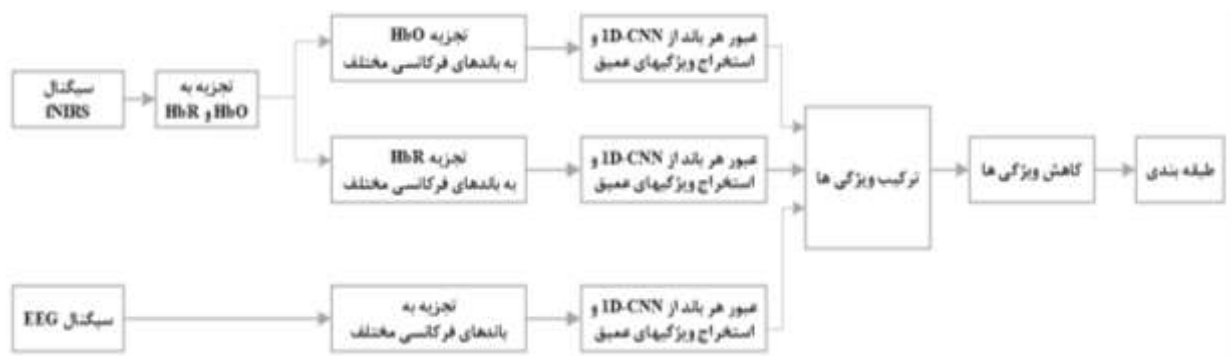 سیگنال
fNIRS
تجزیه به
HbO و HbR
تجزیه HbO
به باندهای فرکانسی مختلف
عبور هر باند از 1D-CNN و
استخراج ویژگیهای عمیق
تجزیه HbR
به باندهای فرکانسی مختلف
عبور هر باند از 1D-CNN و
استخراج ویژگیهای عمیق
سیگنال EEG
تجزیه به
باندهای فرکانسی مختلف
عبور هر باند از 1D-CNN و
استخراج ویژگیهای عمیق
ترکیب ویژگی ها
کاهش ویژگی ها
طبقه بندی